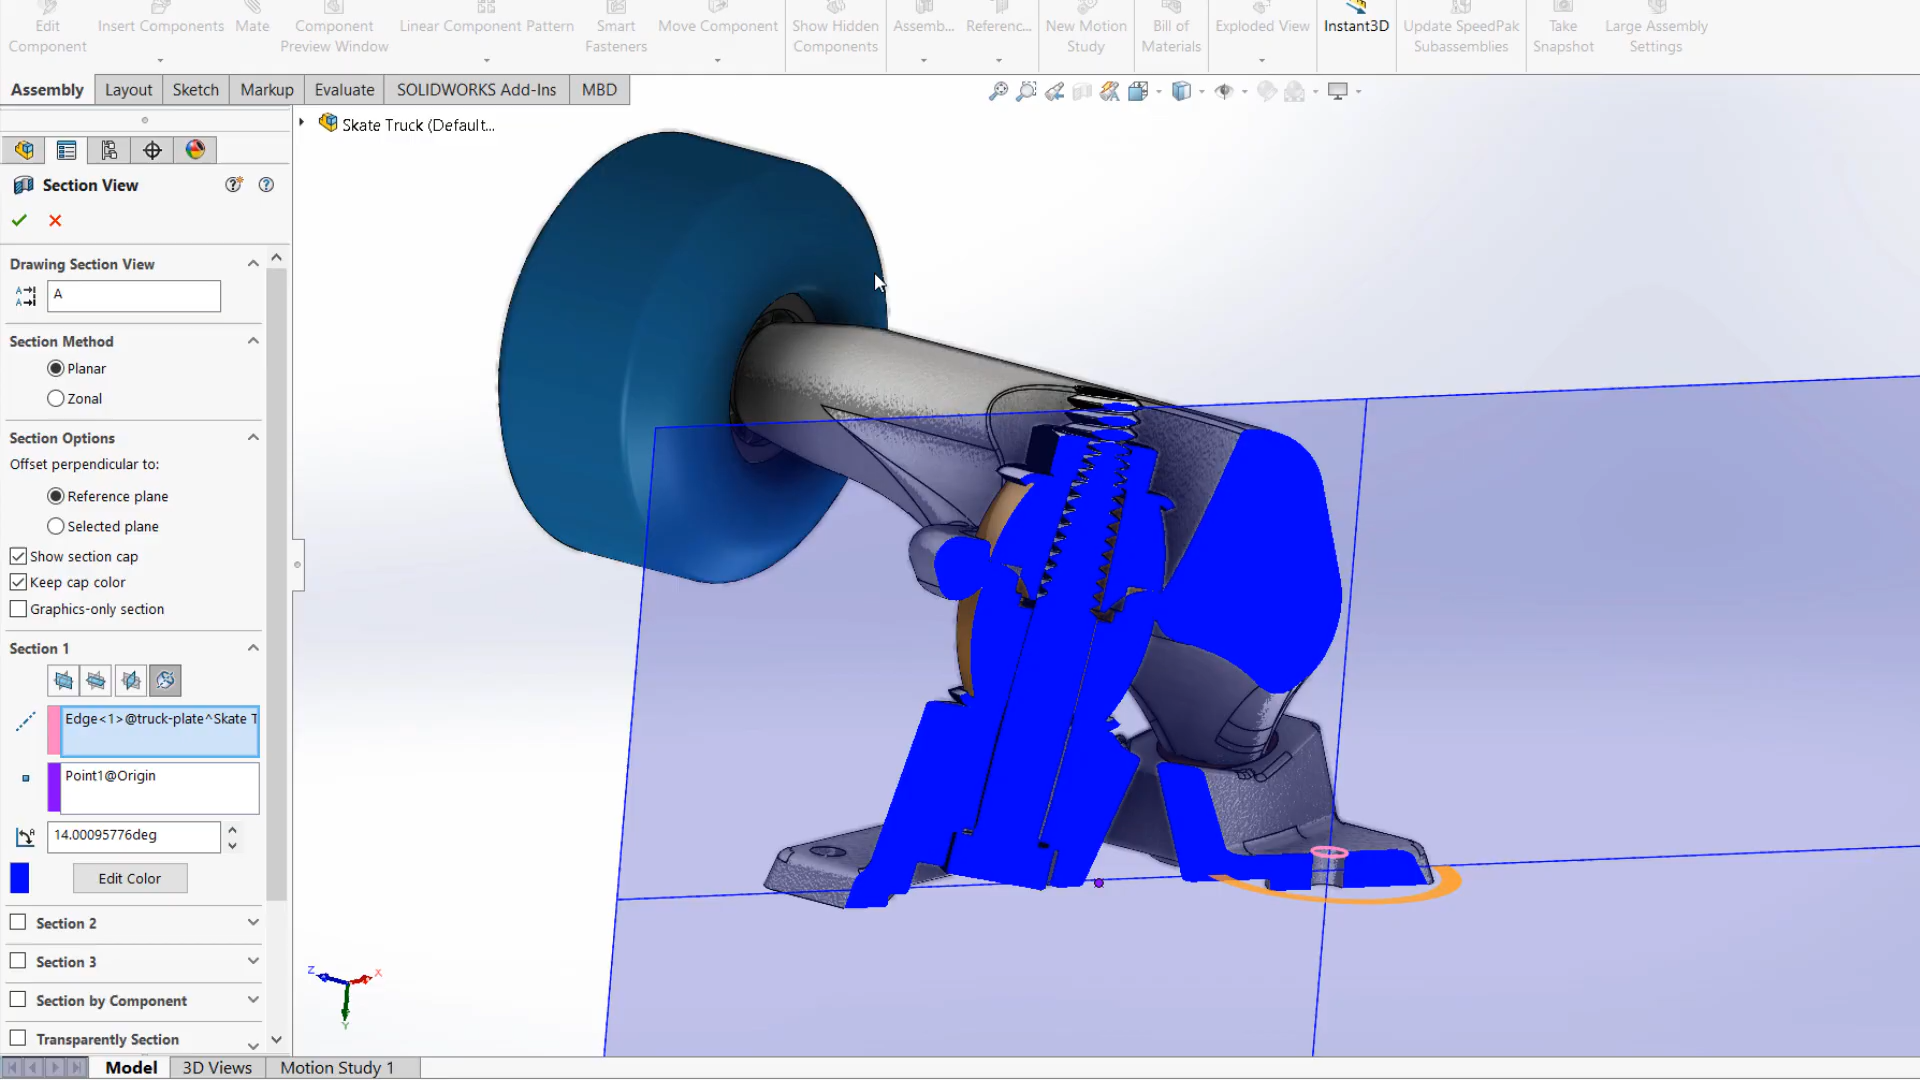 Edit
Component
Insert Components
Mate
Component
Preview Window
Linear Component Pattern
Smart
Fasteners
Move Component
Show Hidden
Components
Assemb...
Referenc...
New Motion
Study
Bill of
Materials
Exploded View
Instant3D
Update SpeedPak
Subassemblies
Take
Snapshot
Large Assembly
Settings
Assembly
Layout
Sketch
Markup
Evaluate
SOLIDWORKS Add-Ins
MBD
Skate Truck (Default...
Section View
Drawing Section View
A
Section Method
Planar
Zonal
Section Options
Offset perpendicular to:
Reference plane
Selected plane
Show section cap
Keep cap color
Graphics-only section
Section 1
Edge<1>@truck-plate^Skate T
Point1@Origin
14.00095776deg
Edit Color
Section 2
Section 3
Section by Component
Transparently Section
Z
X
Y
Model
3D Views
Motion Study 1